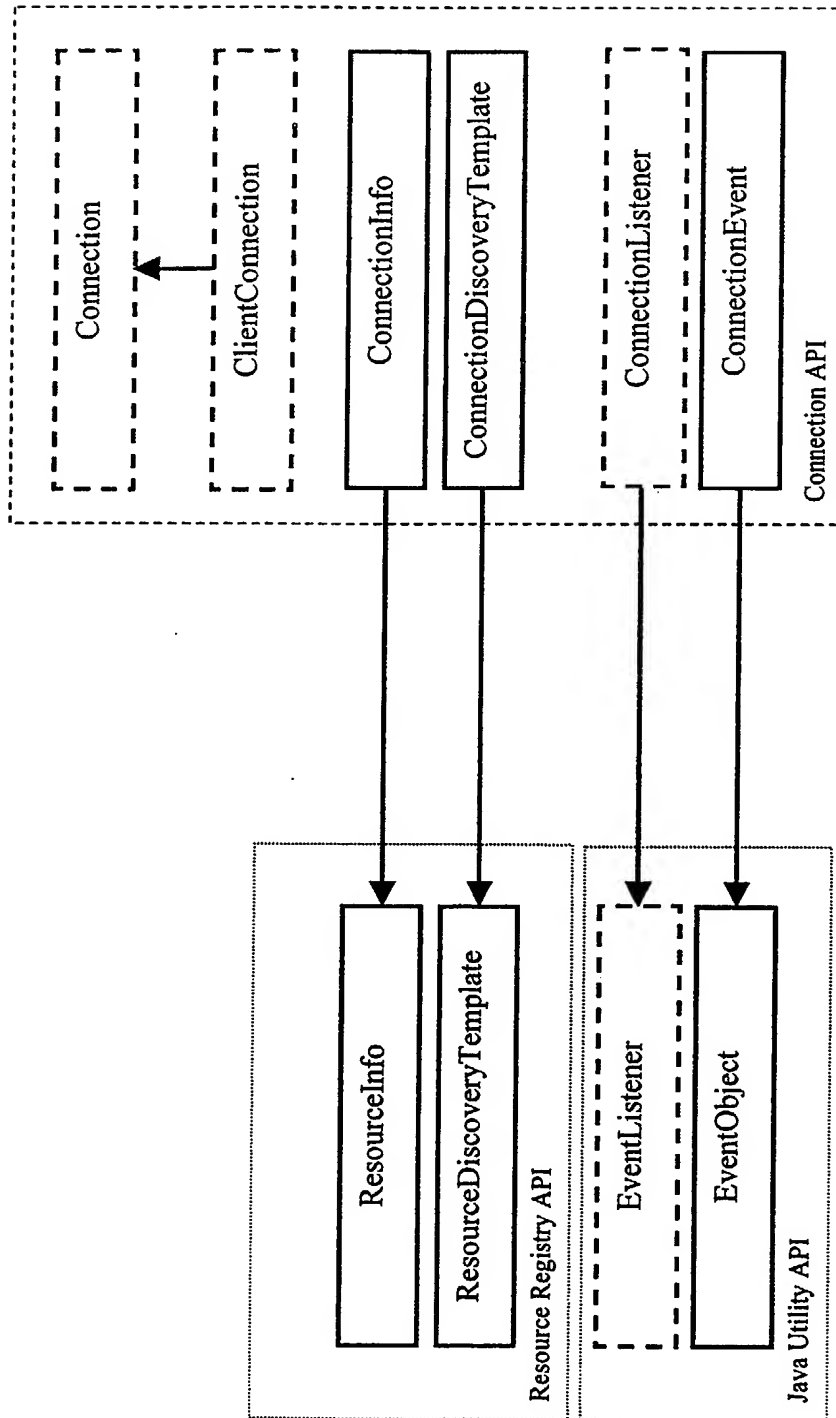 Connection
ClientConnection
ConnectionInfo
ConnectionDiscoveryTemplate
ConnectionListener
ConnectionEvent
Connection API
ResourceInfo
ResourceDiscoveryTemplate
Resource Registry API
EventListener
EventObject
Java Utility API